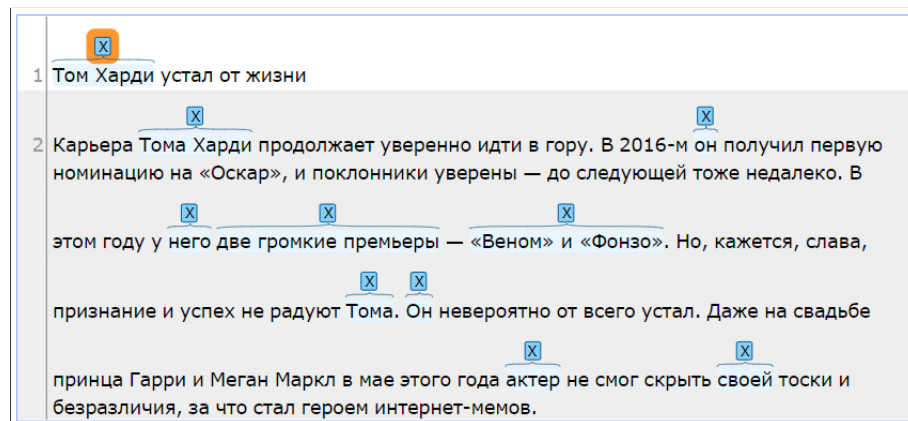 X
1 Том Харди устал от жизни
X X
2 Карьера Тома Харди продолжает уверенно идти в гору. В 2016-м он получил первую
номинацию на «Оскар», и поклонники уверены — до следующей тоже недалеко. В
X X X
этом году у него две громкие премьеры — «Веном» и «Фонзо». Но, кажется, слава,
X X
признание и успех не радуют Тома. Он невероятно от всего устал. Даже на свадьбе
X X
принца Гарри и Меган Маркл в мае этого года актер не смог скрыть своей тоски и
безразличия, за что стал героем интернет-мемов.